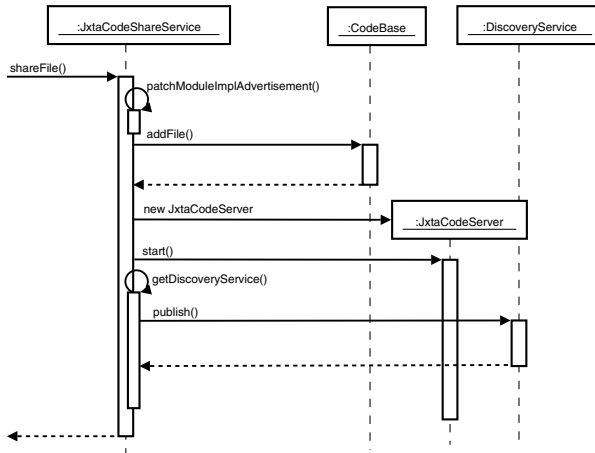 :JxtaCodeShareService
:CodeBase
:DiscoveryService
shareFile()
patchModuleImplAdvertisement()
addFile()
new JxtaCodeServer
:JxtaCodeServer
start()
getDiscoveryService()
publish()